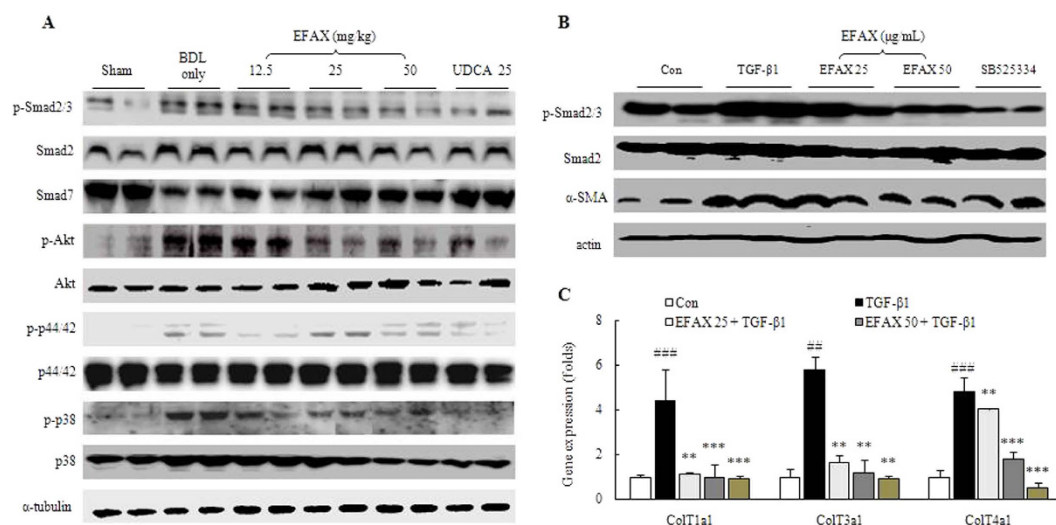 A
EFAX (mg/kg)
Sham
BDL
only
12.5
25
50
UDCA 25
p-Smad2/3
Smad2
Smad7
p-Akt
Akt
p-p44/42
p44/42
p-p38
p38
α-tubulin
B
EFAX (μg/mL)
Con
TGF-β1
EFAX 25
EFAX 50
SB525334
p-Smad2/3
Smad2
α-SMA
actin
C
Con
TGF-β1
EFAX 25 + TGF-β1
EFAX 50 + TGF-β1
Gene expression (folds)
8
6
4
2
0
###
**
***
***
##
**
**
**
###
**
***
***
ColT1a1
ColT3a1
ColT4a1